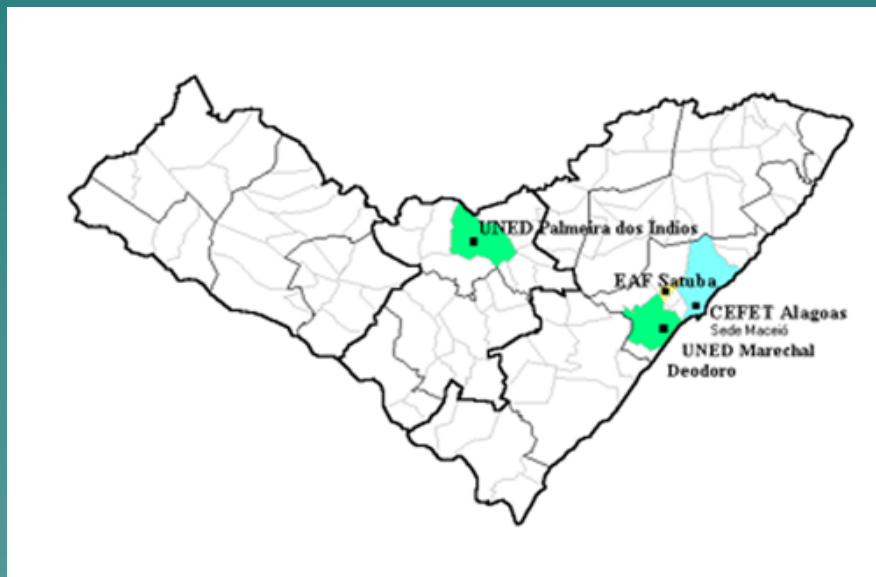 UNED Palmeira dos Índios
EAF Satuba
CEFET Alagoas
Sede Maceió
UNED Marechal
Deodoro